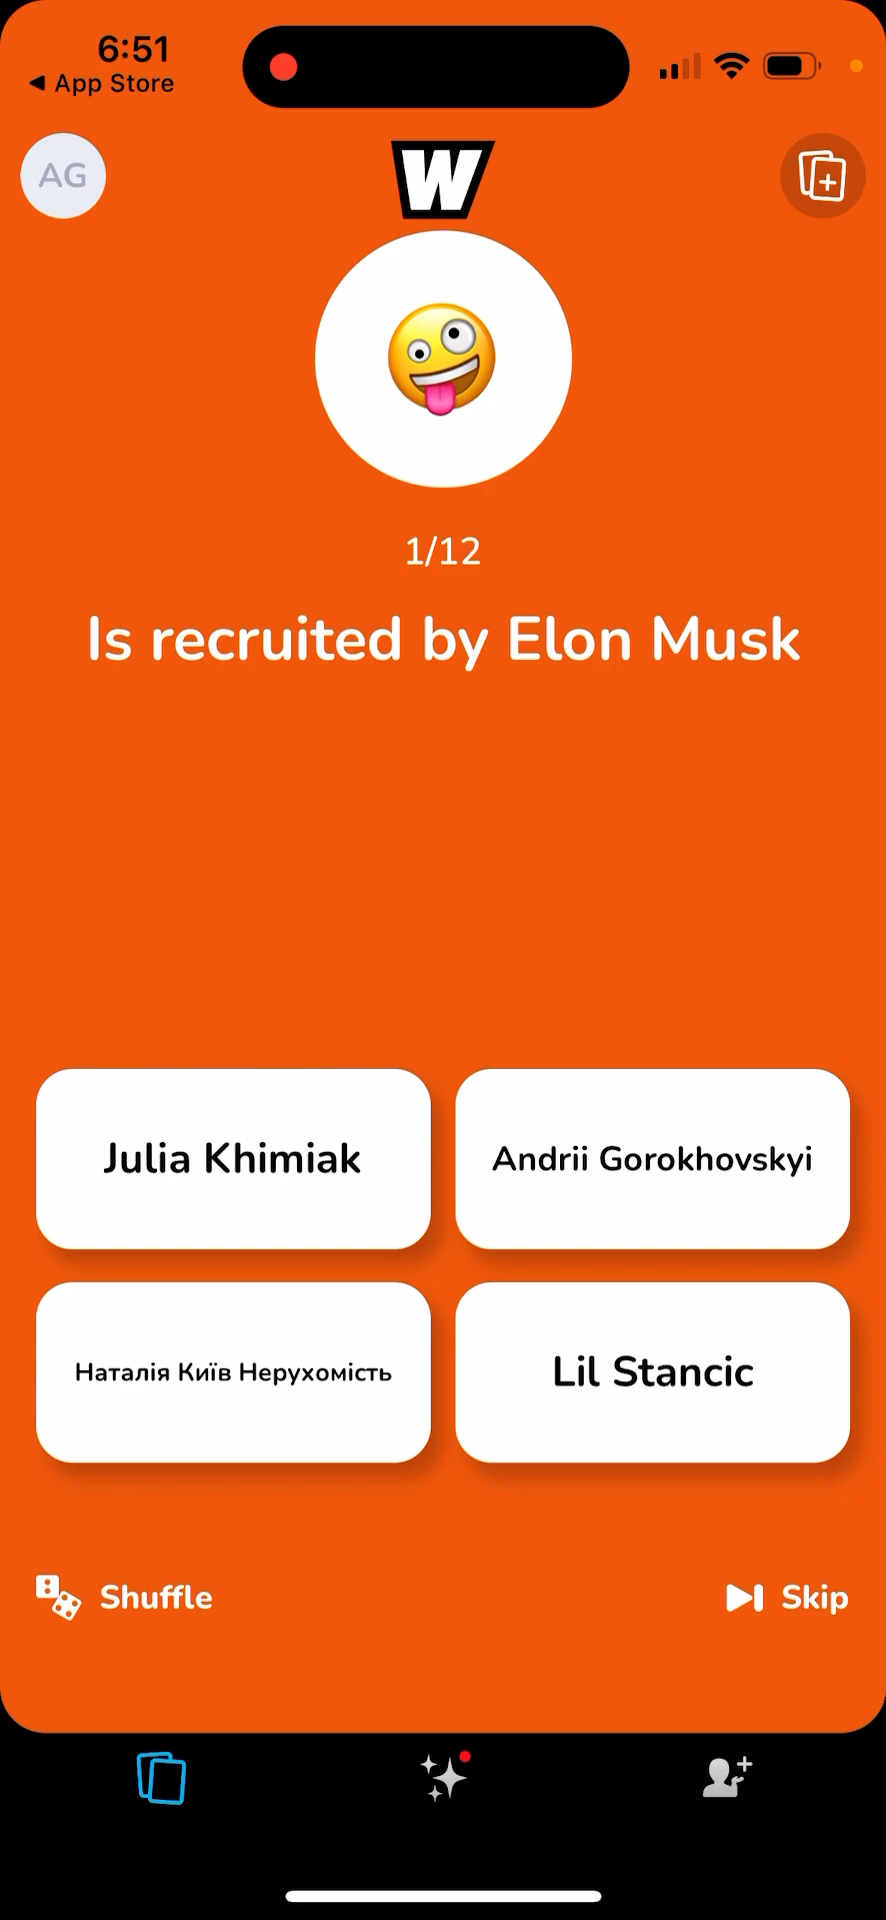 6:51
App Store
AG
W
1/12
Is recruited by Elon Musk
Julia Khimiak
Andrii Gorokhovskyi
Наталія Київ Нерухомість
Lil Stancic
Shuffle
Skip